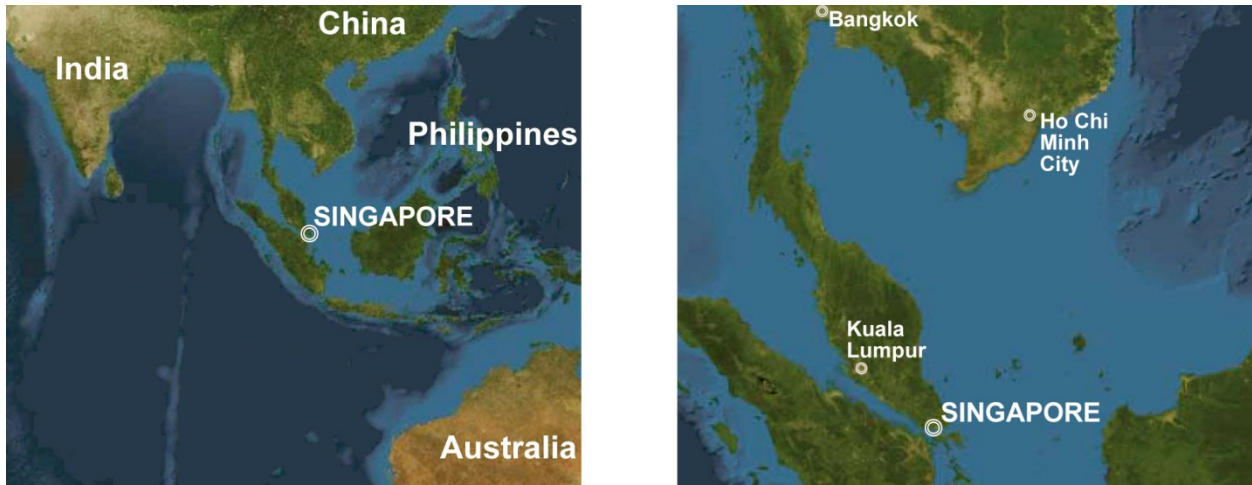 China
India
Philippines
SINGAPORE
Australia
Bangkok
Ho Chi
Minh
City
Kuala
Lumpur
SINGAPORE